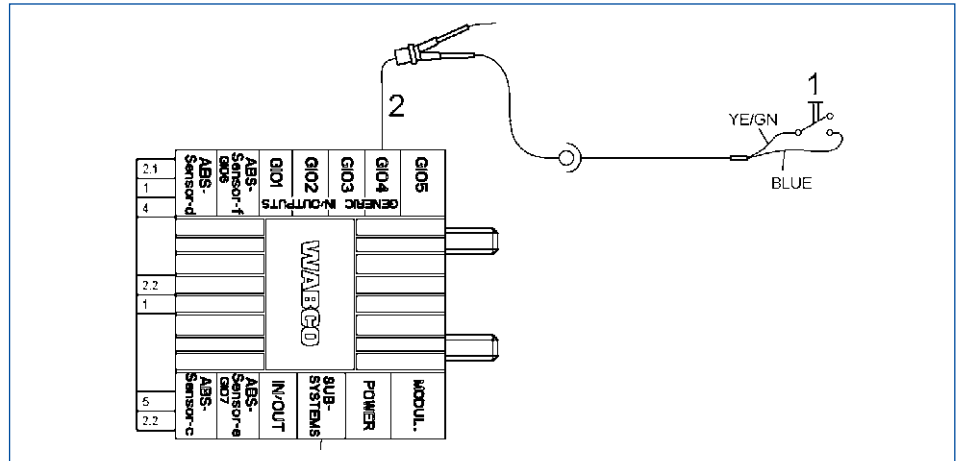 1
YE/GN
BLUE
2
2.1
1
4
2.2
1
5
2.2
ABS-
Sensor-d
ABS-
Sensor-f
GIO6
GIO1
GIO2
GIO3
GIO4
GIO5
GENERIC IN/OUTPUTS
WABCO
ABS-
Sensor-c
ABS-
Sensor-e
GIO7
IN/OUT
SUB-
SYSTEMS
POWER
MODUL..